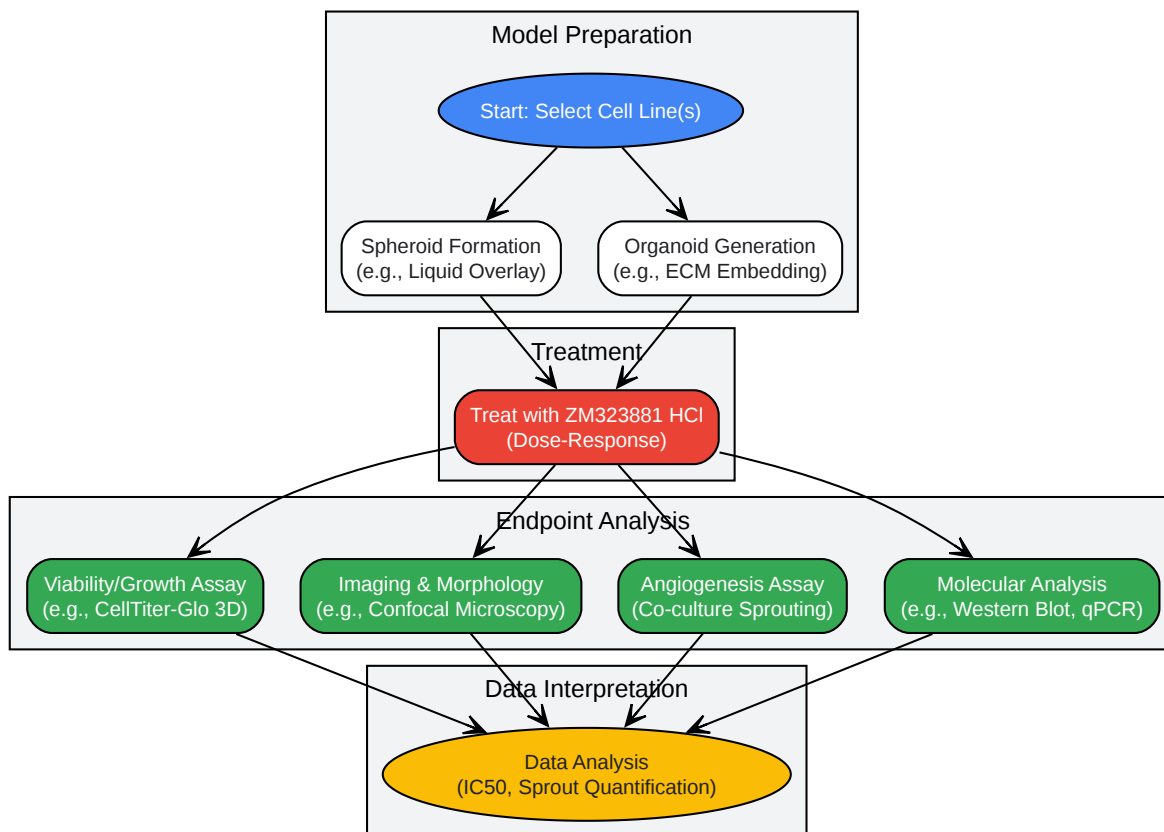 Model Preparation
Start: Select Cell Line(s)
Spheroid Formation
(e.g., Liquid Overlay)
Organoid Generation
(e.g., ECM Embedding)
Treatment
Treat with ZM323881 HCl
(Dose-Response)
Endpoint Analysis
Viability/Growth Assay
(e.g., CellTiter-Glo 3D)
Imaging & Morphology
(e.g., Confocal Microscopy)
Angiogenesis Assay
(Co-culture Sprouting)
Molecular Analysis
(e.g., Western Blot, qPCR)
Data Interpretation
Data Analysis
(IC50, Sprout Quantification)